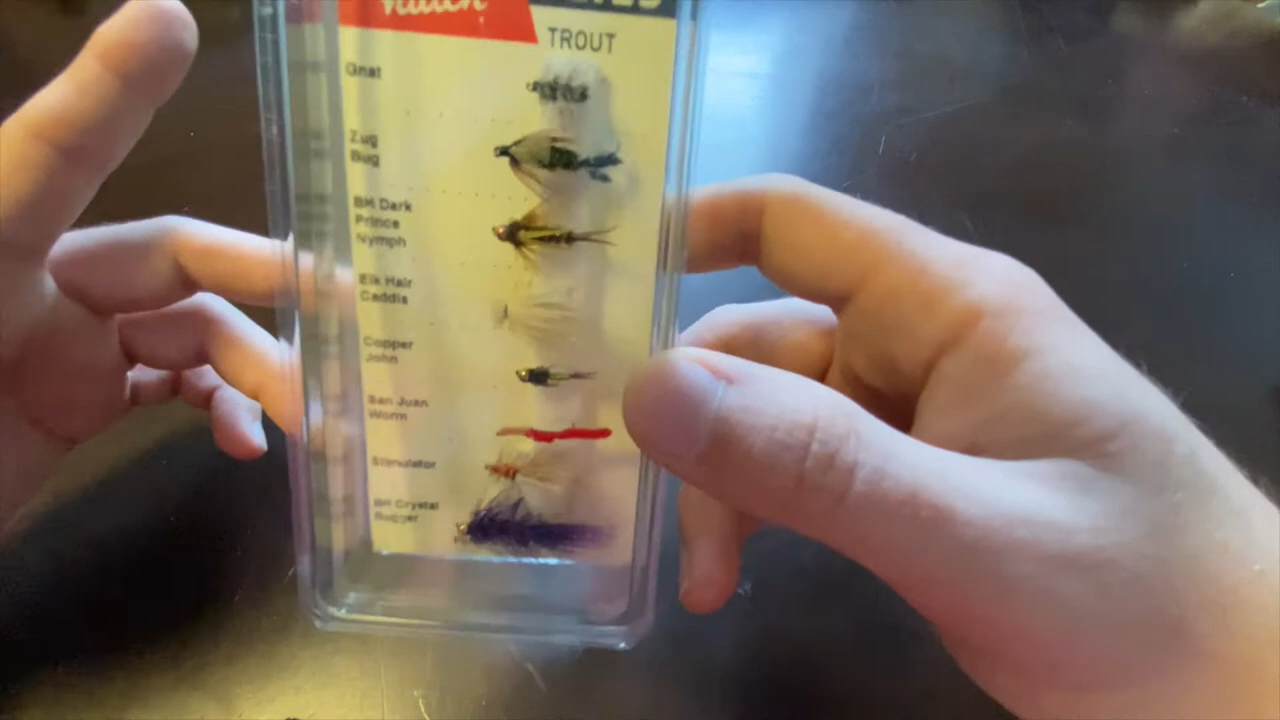 TROUT
Gnat
Zug
Bug
BH Dark
Prince
Nymph
Elk Hair
Caddis
Copper
John
San Juan
Worm
Stimulator
BH Crystal
Bugger